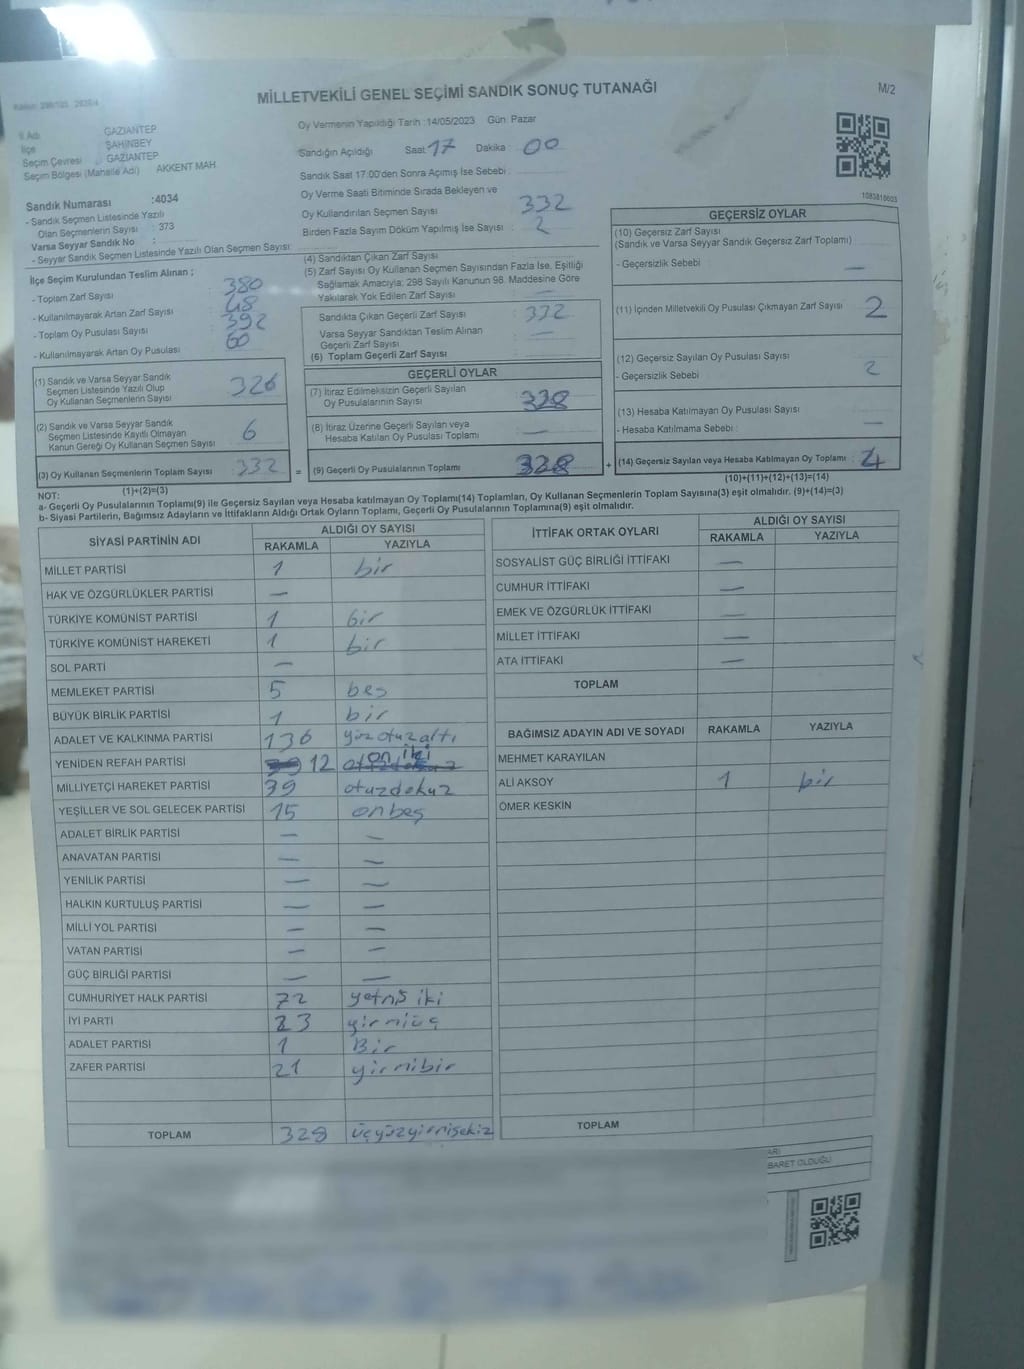 MİLLETVEKİLİ GENEL SEÇİMİ SANDIK SONUÇ TUTANAĞI
M/2
İl Adı GAZİANTEP
İlçe ŞAHİNBEY
Seçim Çevresi GAZİANTEP
Seçim Bölgesi (Mahalle Adı) AKKENT MAH.
Oy Vermenin Yapıldığı Tarih :14/05/2023 Gün: Pazar
Sandığın Açıldığı Saat 17 Dakika 00
Sandık Saat 17:00'den Sonra Açımış İse Sebebi :
Oy Verme Saati Bitiminde Sırada Bekleyen ve
Oy Kullandırılan Seçmen Sayısı 332
Birden Fazla Sayım Döküm Yapılmış İse Sayısı : 2
1083810603
Sandık Numarası :4034
- Sandık Seçmen Listesinde Yazılı
Olan Seçmenlerin Sayısı : 373
Varsa Seyyar Sandık No :
- Seyyar Sandık Seçmen Listesinde Yazılı Olan Seçmen Sayısı:
İlçe Seçim Kurulundan Teslim Alınan ;
- Toplam Zarf Sayısı : 380
- Kullanılmayarak Artan Zarf Sayısı : 48
- Toplam Oy Pusulası Sayısı : 392
- Kullanılmayarak Artan Oy Pusulası : 60
(1) Sandık ve Varsa Seyyar Sandık
Seçmen Listesinde Yazılı Olup
Oy Kullanan Seçmenlerin Sayısı 326
(2) Sandık ve Varsa Seyyar Sandık
Seçmen Listesinde Kayıtlı Olmayan
Kanun Gereği Oy Kullanan Seçmen Sayısı 6
(3) Oy Kullanan Seçmenlerin Toplam Sayısı 332 =
(1)+(2)=(3)
(4) Sandıktan Çıkan Zarf Sayısı :
(5) Zarf Sayısı Oy Kullanan Seçmen Sayısından Fazla İse, Eşitliği
Sağlamak Amacıyla; 298 Sayılı Kanunun 98. Maddesine Göre
Yakılarak Yok Edilen Zarf Sayısı : —
Sandıkta Çıkan Geçerli Zarf Sayısı : 332
Varsa Seyyar Sandıktan Teslim Alınan
Geçerli Zarf Sayısı : —
(6) Toplam Geçerli Zarf Sayısı :
GEÇERLİ OYLAR
(7) İtiraz Edilmeksizin Geçerli Sayılan
Oy Pusulalarının Sayısı : 328
(8) İtiraz Üzerine Geçerli Sayılan veya
Hesaba Katılan Oy Pusulası Toplamı : —
(9) Geçerli Oy Pusulalarının Toplamı 328 +
GEÇERSİZ OYLAR
(10) Geçersiz Zarf Sayısı
(Sandık ve Varsa Seyyar Sandık Geçersiz Zarf Toplamı) :
- Geçersizlik Sebebi : —
(11) İçinden Milletvekili Oy Pusulası Çıkmayan Zarf Sayısı : 2
(12) Geçersiz Sayılan Oy Pusulası Sayısı :
- Geçersizlik Sebebi : 2
(13) Hesaba Katılmayan Oy Pusulası Sayısı :
- Hesaba Katılmama Sebebi : —
(14) Geçersiz Sayılan veya Hesaba Katılmayan Oy Toplamı : 4
(10)+(11)+(12)+(13)=(14)
NOT:
a- Geçerli Oy Pusulalarının Toplamı(9) ile Geçersiz Sayılan veya Hesaba katılmayan Oy Toplamı(14) Toplamları, Oy Kullanan Seçmenlerin Toplam Sayısına(3) eşit olmalıdır. (9)+(14)=(3)
b- Siyasi Partilerin, Bağımsız Adayların ve İttifakların Aldığı Ortak Oyların Toplamı, Geçerli Oy Pusulalarının Toplamına(9) eşit olmalıdır.
SİYASİ PARTİNİN ADI ALDIĞI OY SAYISI
RAKAMLA YAZIYLA
MİLLET PARTİSİ 1 bir
HAK VE ÖZGÜRLÜKLER PARTİSİ —
TÜRKİYE KOMÜNİST PARTİSİ 1 bir
TÜRKİYE KOMÜNİST HAREKETİ 1 bir
SOL PARTİ —
MEMLEKET PARTİSİ 5 beş
BÜYÜK BİRLİK PARTİSİ 1 bir
ADALET VE KALKINMA PARTİSİ 136 yüzotuzaltı
YENİDEN REFAH PARTİSİ 12 on iki
MİLLİYETÇİ HAREKET PARTİSİ 39 otuzdokuz
YEŞİLLER VE SOL GELECEK PARTİSİ 15 onbeş
ADALET BİRLİK PARTİSİ — —
ANAVATAN PARTİSİ — —
YENİLİK PARTİSİ — —
HALKIN KURTULUŞ PARTİSİ — —
MİLLİ YOL PARTİSİ — —
VATAN PARTİSİ — —
GÜÇ BİRLİĞİ PARTİSİ — —
CUMHURİYET HALK PARTİSİ 72 yetmiş iki
İYİ PARTİ 23 yirmiüç
ADALET PARTİSİ 1 Bir
ZAFER PARTİSİ 21 yirmibir
TOPLAM 328 üçyüzyirmisekiz
İTTİFAK ORTAK OYLARI ALDIĞI OY SAYISI
RAKAMLA YAZIYLA
SOSYALİST GÜÇ BİRLİĞİ İTTİFAKI —
CUMHUR İTTİFAKI —
EMEK VE ÖZGÜRLÜK İTTİFAKI —
MİLLET İTTİFAKI —
ATA İTTİFAKI —
TOPLAM
BAĞIMSIZ ADAYIN ADI VE SOYADI RAKAMLA YAZIYLA
MEHMET KARAYILAN
ALİ AKSOY 1 bir
ÖMER KESKİN
TOPLAM
BARET OLDUĞU